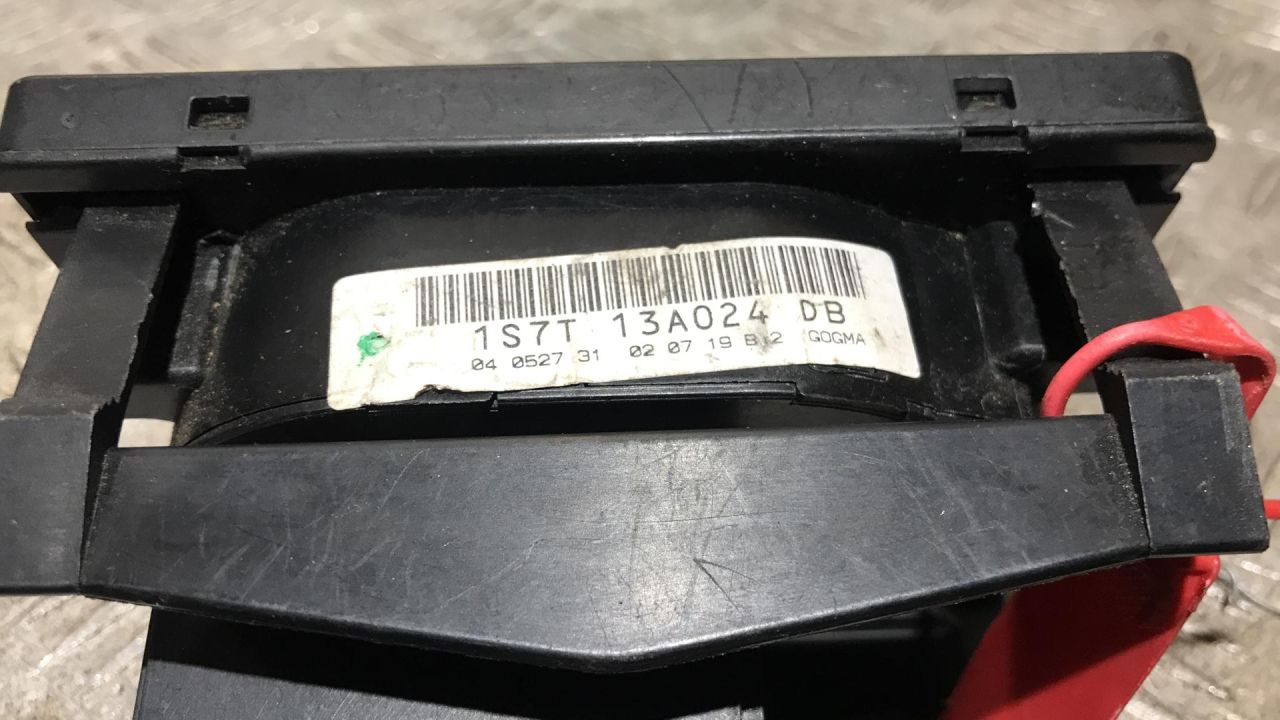 1S7T 13A024 DB
04 0527 31 02 07 19 B 2 GOGMA